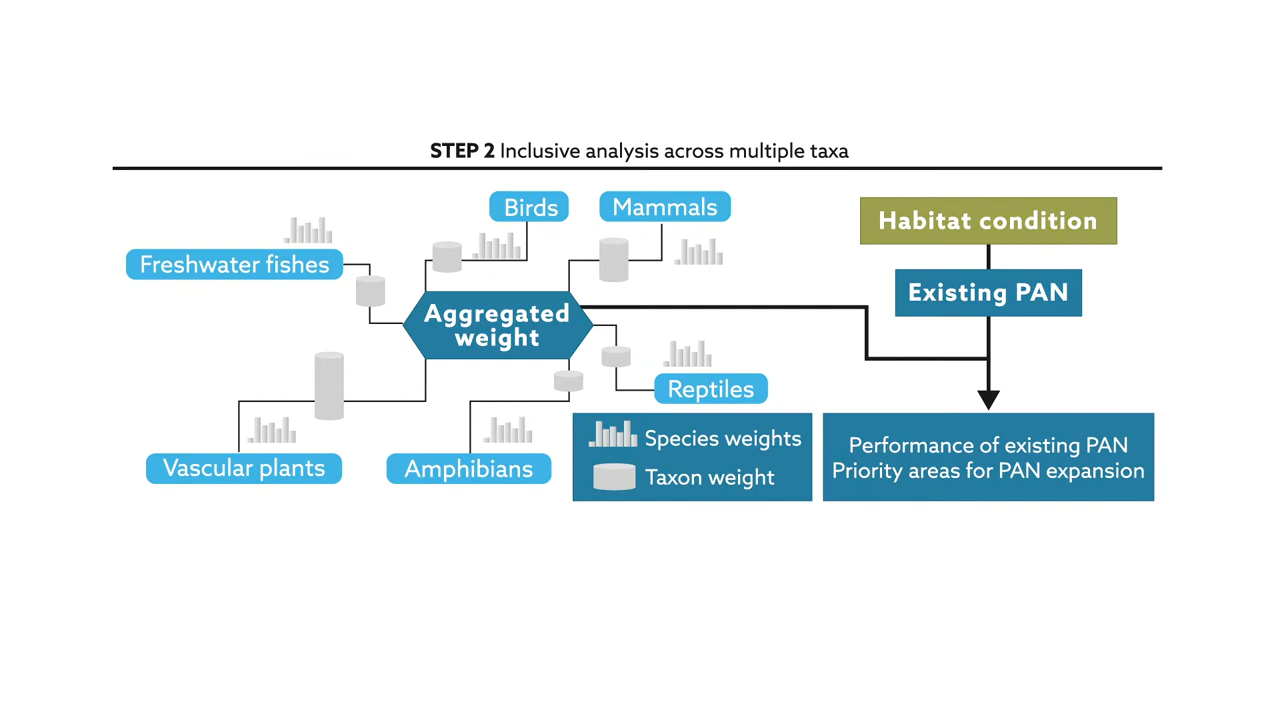 STEP 2 Inclusive analysis across multiple taxa
Birds
Mammals
Habitat condition
Freshwater fishes
Existing PAN
Aggregated
weight
Reptiles
Vascular plants
Amphibians
Species weights
Taxon weight
Performance of existing PAN
Priority areas for PAN expansion